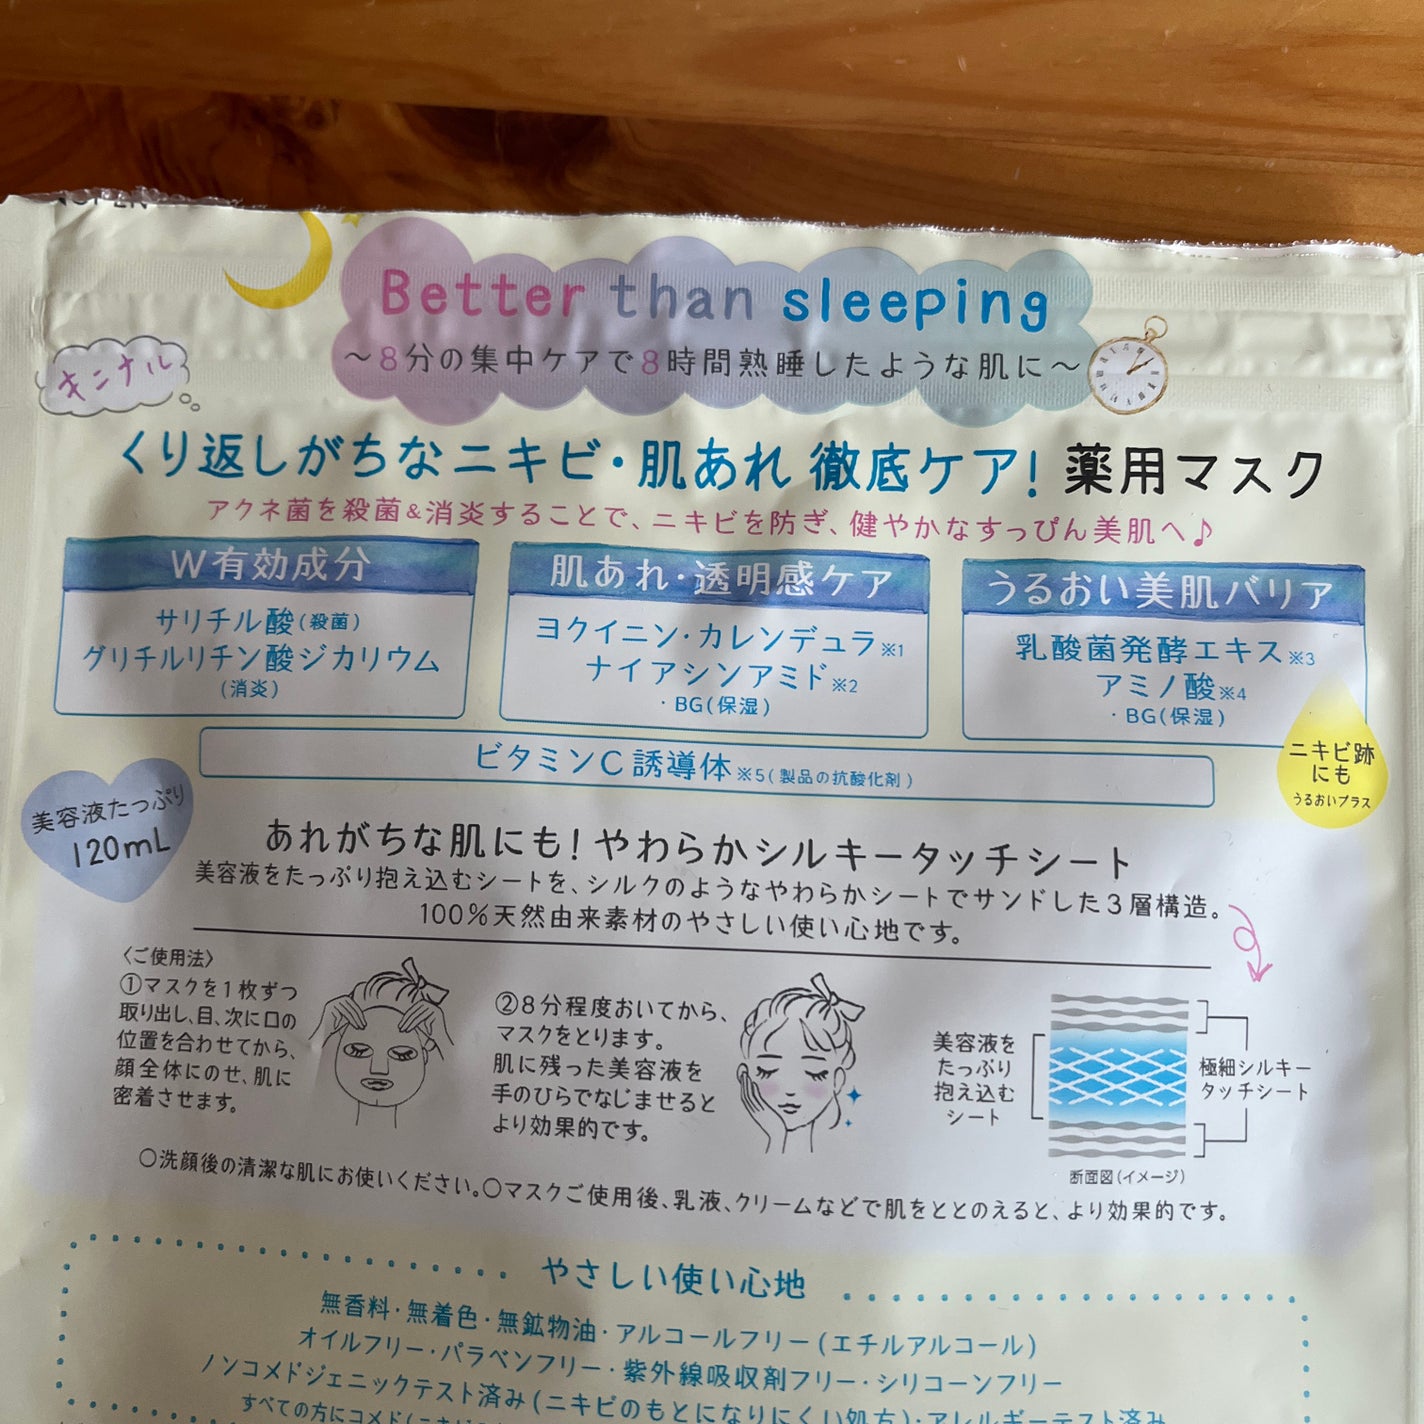 Better than sleeping
～8分の集中ケアで8時間熟睡したような肌に～
キニナル
くり返しがちなニキビ・肌あれ 徹底ケア! 薬用マスク
アクネ菌を殺菌&消炎することで、ニキビを防ぎ、健やかなすっぴん美肌へ♪
W有効成分
サリチル酸(殺菌)
グリチルリチン酸ジカリウム
(消炎)
肌あれ・透明感ケア
ヨクイニン・カレンデュラ※1
ナイアシンアミド※2
・BG(保湿)
うるおい美肌バリア
乳酸菌発酵エキス※3
アミノ酸※4
・BG(保湿)
ビタミンC誘導体※5(製品の抗酸化剤)
ニキビ跡
にも
うるおいプラス
美容液たっぷり
120mL
あれがちな肌にも!やわらかシルキータッチシート
美容液をたっぷり抱え込むシートを、シルクのようなやわらかシートでサンドした3層構造。
100%天然由来素材のやさしい使い心地です。
〈ご使用法〉
①マスクを1枚ずつ
取り出し、目、次に口の
位置を合わせてから、
顔全体にのせ、肌に
密着させます。
②8分程度おいてから、
マスクをとります。
肌に残った美容液を
手のひらでなじませると
より効果的です。
美容液を
たっぷり
抱え込む
シート
極細シルキー
タッチシート
断面図(イメージ)
○洗顔後の清潔な肌にお使いください。○マスクご使用後、乳液、クリームなどで肌をととのえると、より効果的です。
やさしい使い心地
無香料・無着色・無鉱物油・アルコールフリー(エチルアルコール)
オイルフリー・パラベンフリー・紫外線吸収剤フリー・シリコーンフリー
ノンコメドジェニックテスト済み(ニキビのもとになりにくい処方)・アレルギーテスト済み
すべての方にコメド(ニキビ